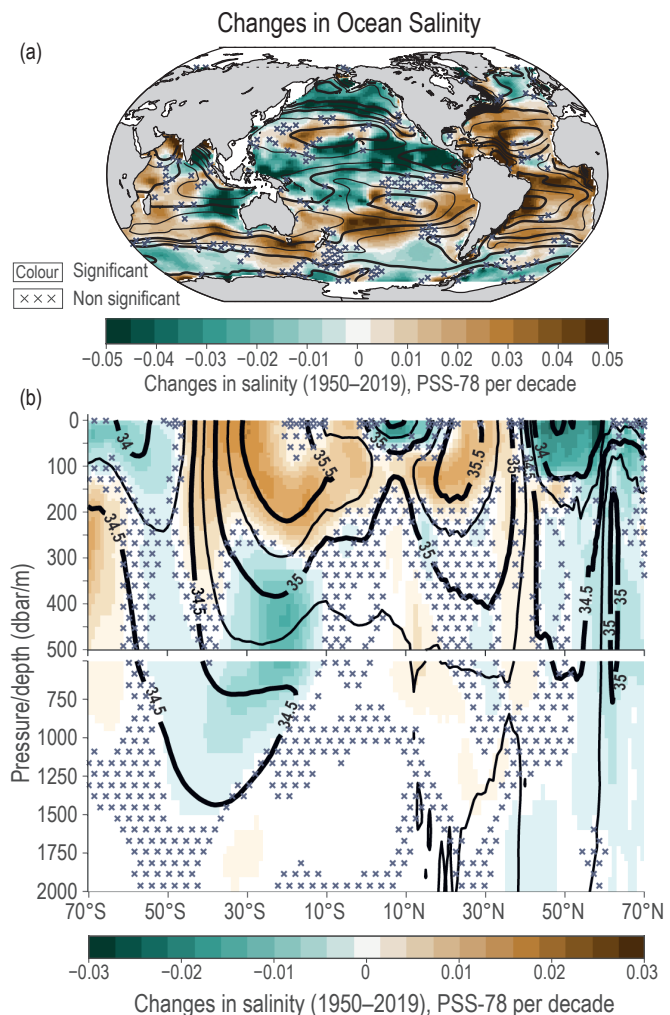 Changes in Ocean Salinity
(a)
Colour Significant
××× Non significant
−0.05 −0.04 −0.03 −0.02 −0.01 0 0.01 0.02 0.03 0.04 0.05
Changes in salinity (1950–2019), PSS-78 per decade
(b)
Pressure/depth (dbar/m)
0
100
200
300
400
500
500
750
1000
1250
1500
1750
2000
34
34.5
34.5
34.5
35.5
35
35
35.5
35
35
34
34.5
35
35
35
70°S 50°S 30°S 10°S 10°N 30°N 50°N 70°N
−0.03 −0.02 −0.01 0 0.01 0.02 0.03
Changes in salinity (1950–2019), PSS-78 per decade